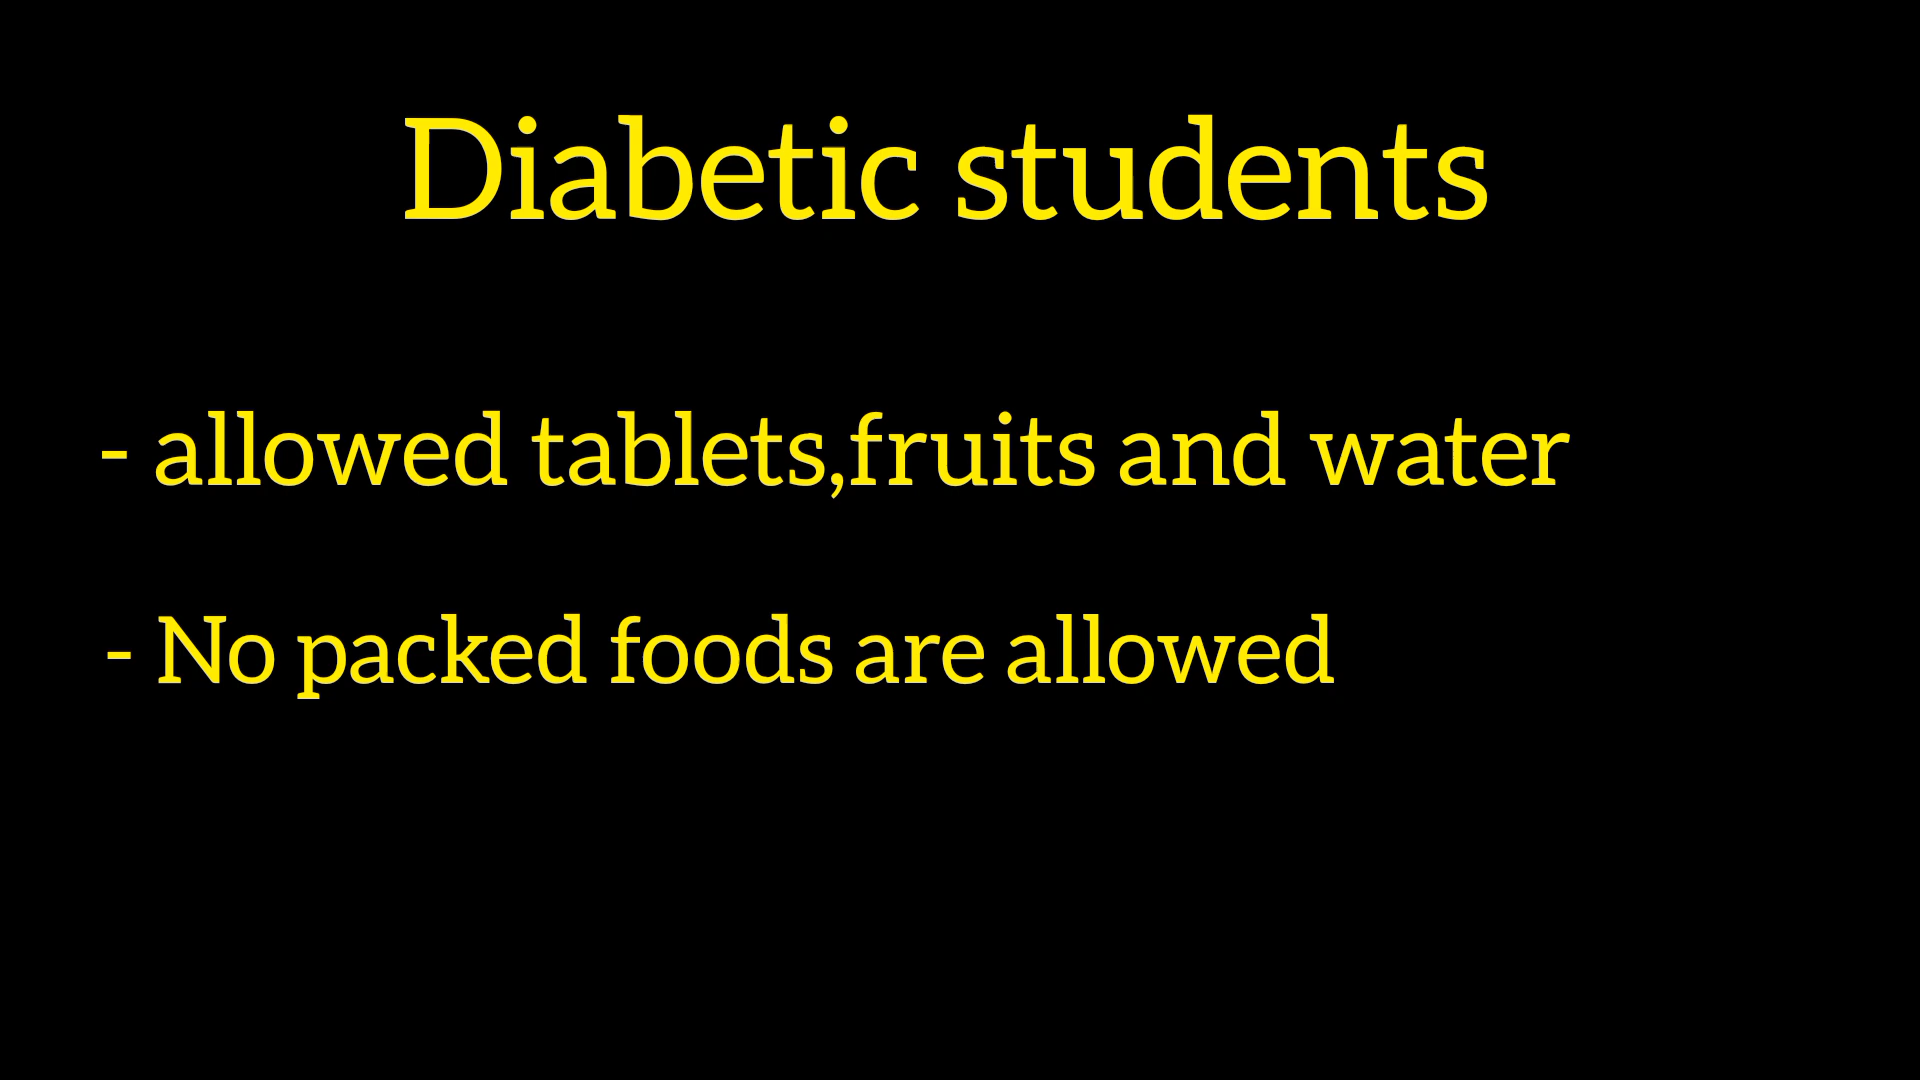 Diabetic students
- allowed tablets,fruits and water
- No packed foods are allowed